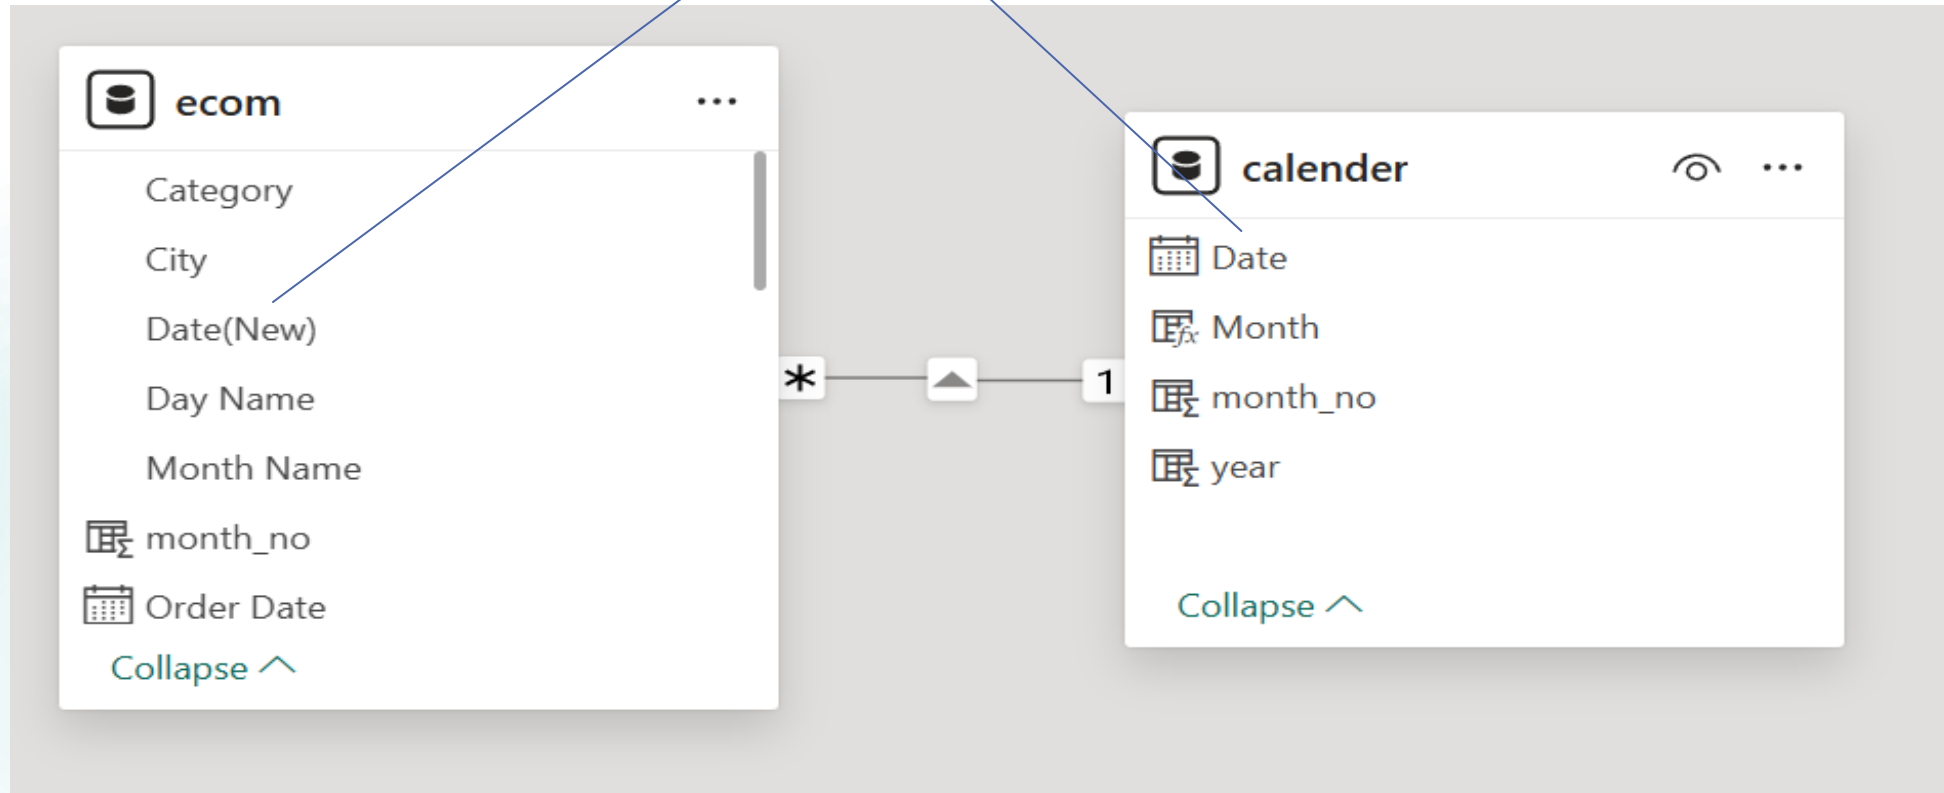 ecom
Category
City
Date(New)
Day Name
Month Name
month_no
Order Date
Collapse
* 1
calender
Date
Month
month_no
year
Collapse